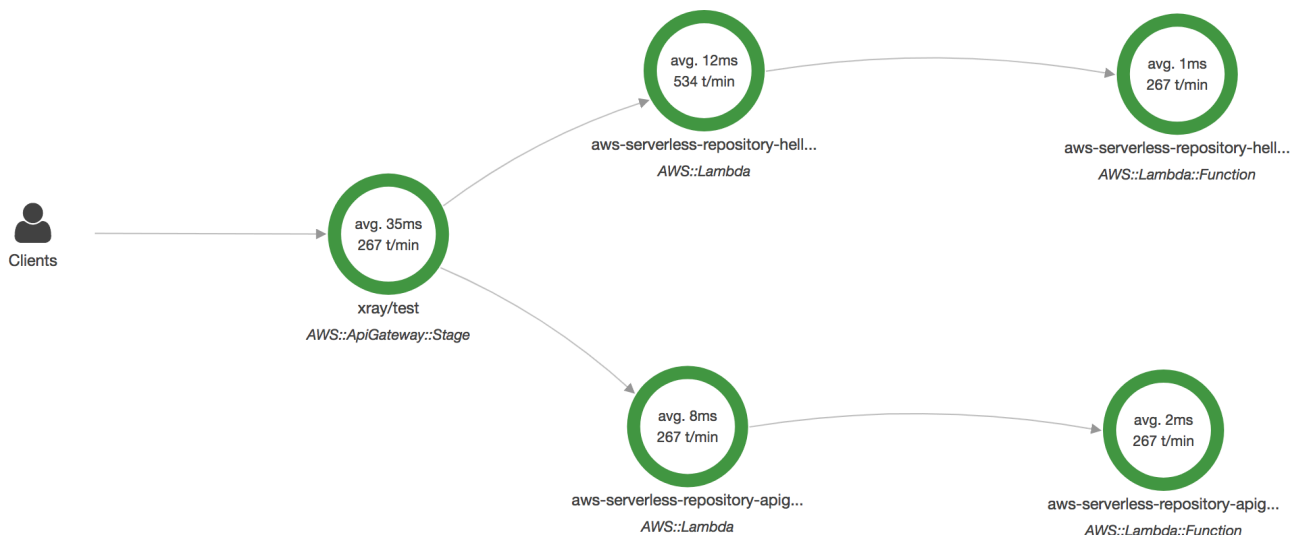 Clients
avg. 35ms
267 t/min
xray/test
AWS::ApiGateway::Stage
avg. 12ms
534 t/min
aws-serverless-repository-hell...
AWS::Lambda
avg. 1ms
267 t/min
aws-serverless-repository-hell...
AWS::Lambda::Function
avg. 8ms
267 t/min
aws-serverless-repository-apig...
AWS::Lambda
avg. 2ms
267 t/min
aws-serverless-repository-apig...
AWS::Lambda::Function